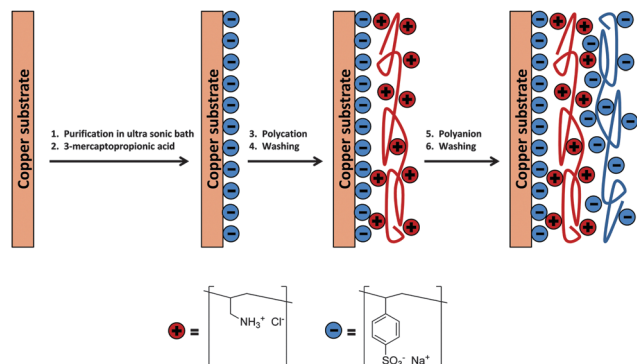 Copper substrate
1. Purification in ultra sonic bath
2. 3-mercaptopropionic acid
Copper substrate
3. Polycation
4. Washing
Copper substrate
5. Polyanion
6. Washing
Copper substrate
+ =
NH₃⁺ Cl⁻
− =
SO₃⁻ Na⁺